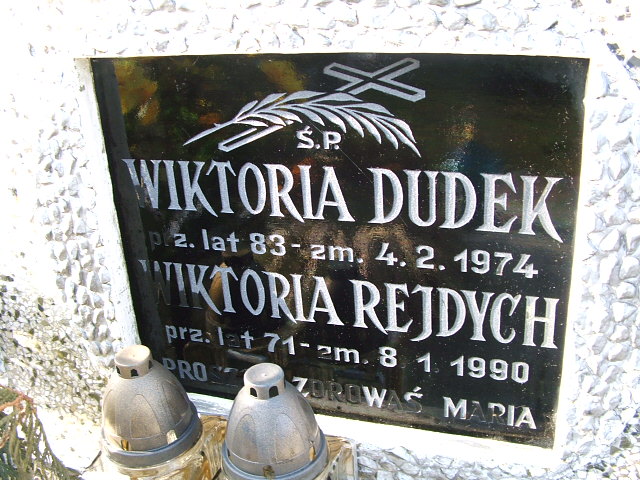 Ś.P.
WIKTORIA DUDEK
prz. lat 83 - zm. 4. 2. 1974
WIKTORIA REJDYCH
prz. lat 71 - zm. 8. 1. 1990
ZDROWAŚ MARIA